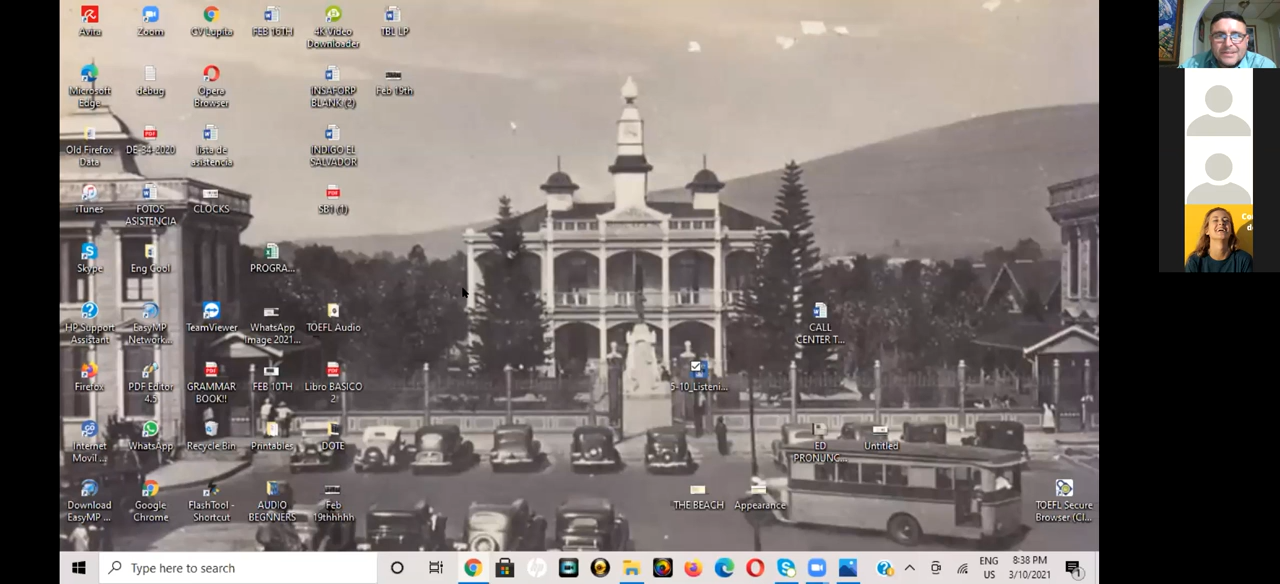 Avira
Zoom
CV Lupita
FEB 16TH
4K Video
Downloader
TBL LP
Microsoft
Edge
debug
Opera
Browser
INSAFORP
BLANK (2)
Feb 19th
Old Firefox
Data
DE-34-2020
lista de
asistencia
INDIGO EL
SALVADOR
iTunes
FOTOS
ASISTENCIA
CLOCKS
SB1 (1)
Skype
Eng Cool
PROGRA...
HP Support
Assistant
EasyMP
Network...
TeamViewer
WhatsApp
Image 2021...
TOEFL Audio
CALL
CENTER T...
Firefox
PDF Editor
4.5
GRAMMAR
BOOK!!
FEB 10TH
Libro BASICO
2
5-10_Listeni...
Internet
Movil ...
WhatsApp
Recycle Bin
Printables
DOTE
ED
PRONUNC...
Untitled
Download
EasyMP ...
Google
Chrome
FlashTool -
Shortcut
AUDIO
BEGNNERS
Feb
19thhhhh
THE BEACH
Appearance
TOEFL Secure
Browser (Cl...
Type here to search
ENG
US
8:38 PM
3/10/2021